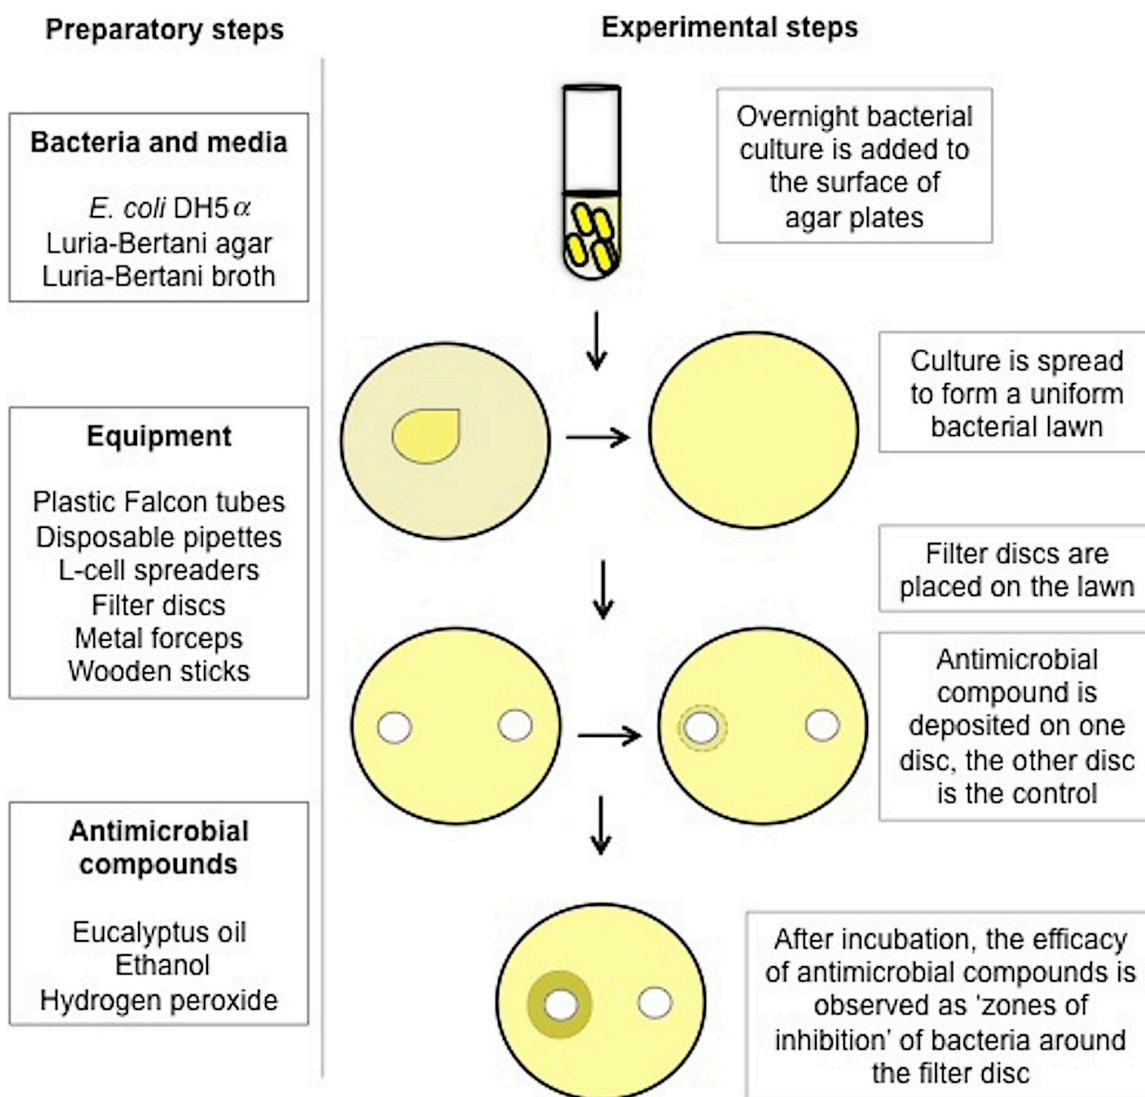 Preparatory steps
Bacteria and media
E. coli DH5α
Luria-Bertani agar
Luria-Bertani broth
Equipment
Plastic Falcon tubes
Disposable pipettes
L-cell spreaders
Filter discs
Metal forceps
Wooden sticks
Antimicrobial
compounds
Eucalyptus oil
Ethanol
Hydrogen peroxide
Experimental steps
Overnight bacterial
culture is added to
the surface of
agar plates
Culture is spread
to form a uniform
bacterial lawn
Filter discs are
placed on the lawn
Antimicrobial
compound is
deposited on one
disc, the other disc
is the control
After incubation, the efficacy
of antimicrobial compounds is
observed as 'zones of
inhibition' of bacteria around
the filter disc